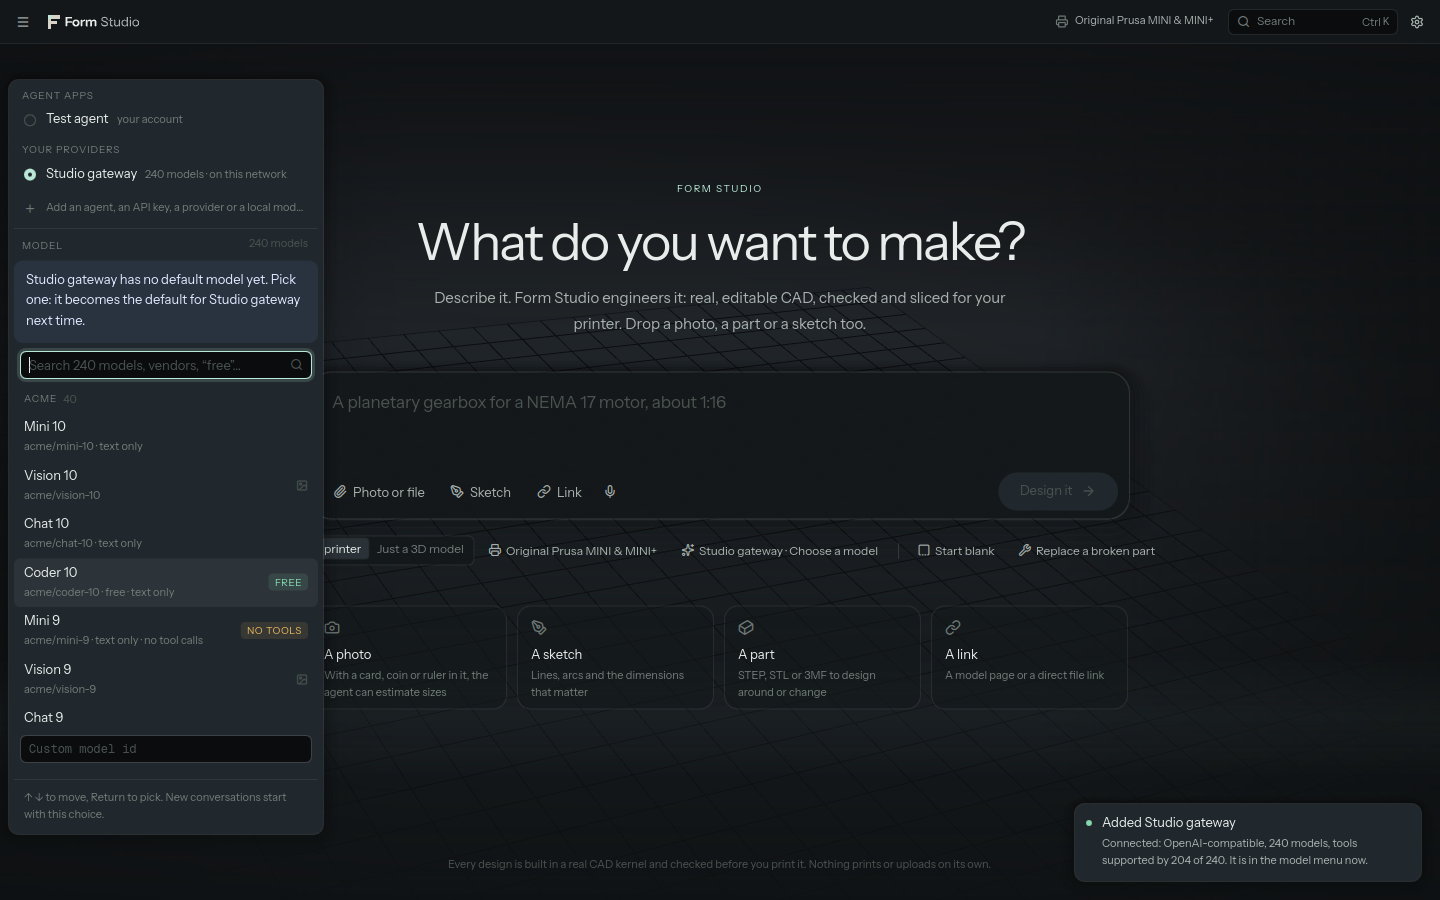 Form Studio
Original Prusa MINI & MINI+
Search
Ctrl K
AGENT APPS
Test agent your account
YOUR PROVIDERS
Studio gateway 240 models · on this network
Add an agent, an API key, a provider or a local mod…
MODEL 240 models
Studio gateway has no default model yet. Pick
one: it becomes the default for Studio gateway
next time.
Search 240 models, vendors, “free”…
ACME 40
Mini 10
acme/mini-10 · text only
Vision 10
acme/vision-10
Chat 10
acme/chat-10 · text only
Coder 10
acme/coder-10 · free · text only
FREE
Mini 9
acme/mini-9 · text only · no tool calls
NO TOOLS
Vision 9
acme/vision-9
Chat 9
Custom model id
↑ ↓ to move, Return to pick. New conversations start
with this choice.
FORM STUDIO
What do you want to make?
Describe it. Form Studio engineers it: real, editable CAD, checked and sliced for your
printer. Drop a photo, a part or a sketch too.
A planetary gearbox for a NEMA 17 motor, about 1:16
Photo or file
Sketch
Link
Design it
printer
Just a 3D model
Original Prusa MINI & MINI+
Studio gateway · Choose a model
Start blank
Replace a broken part
A photo
With a card, coin or ruler in it, the
agent can estimate sizes
A sketch
Lines, arcs and the dimensions
that matter
A part
STEP, STL or 3MF to design
around or change
A link
A model page or a direct file link
Every design is built in a real CAD kernel and checked before you print it. Nothing prints or uploads on its own.
Added Studio gateway
Connected: OpenAI-compatible, 240 models, tools
supported by 204 of 240. It is in the model menu now.